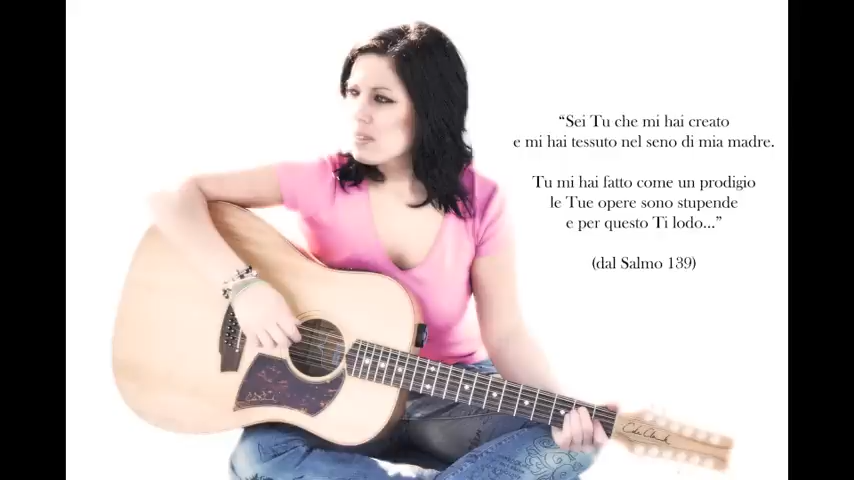 “Sei Tu che mi hai creato
e mi hai tessuto nel seno di mia madre.
Tu mi hai fatto come un prodigio
le Tue opere sono stupende
e per questo Ti lodo...”
(dal Salmo 139)